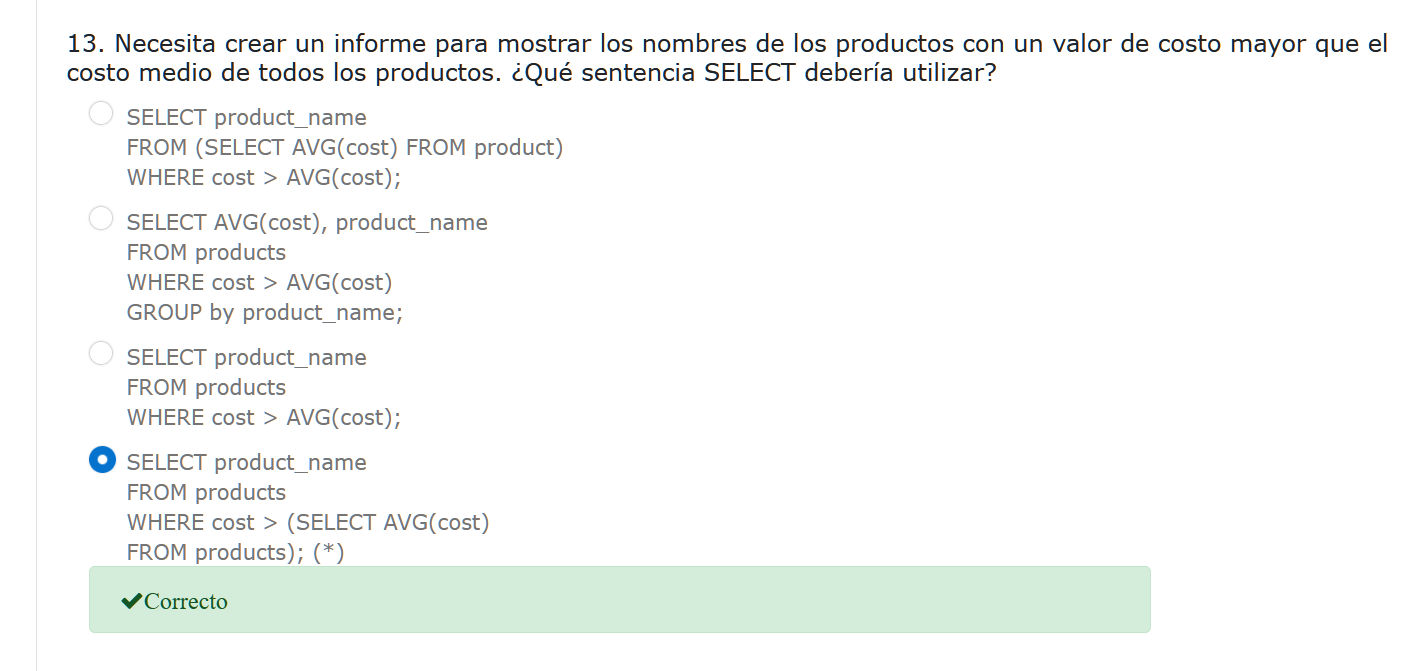 13. Necesita crear un informe para mostrar los nombres de los productos con un valor de costo mayor que el
costo medio de todos los productos. ¿Qué sentencia SELECT debería utilizar?
SELECT product_name
FROM (SELECT AVG(cost) FROM product)
WHERE cost > AVG(cost);
SELECT AVG(cost), product_name
FROM products
WHERE cost > AVG(cost)
GROUP by product_name;
SELECT product_name
FROM products
WHERE cost > AVG(cost);
SELECT product_name
FROM products
WHERE cost > (SELECT AVG(cost)
FROM products); (*)
✔Correcto